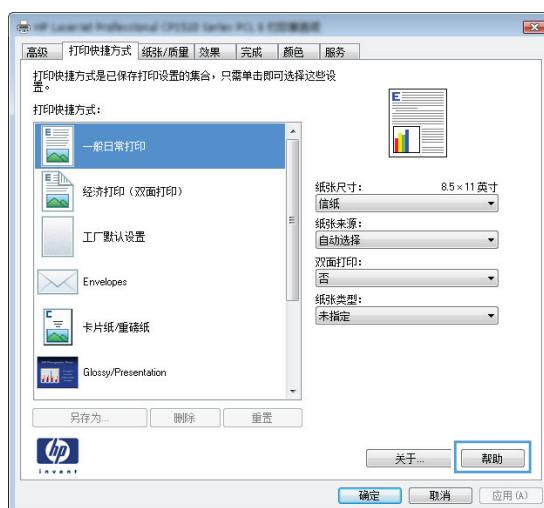 高级 打印快捷方式 纸张/质量 效果 完成 颜色 服务
打印快捷方式是已保存打印设置的集合，只需单击即可选择这些设
置。
打印快捷方式：
一般日常打印
经济打印（双面打印）
工厂默认设置
Envelopes
卡片纸/重磅纸
Glossy/Presentation
E
纸张尺寸： 8.5×11 英寸
信纸
纸张来源：
自动选择
双面打印：
否
纸张类型：
未指定
另存为... 删除 重置
hp
invent
关于... 帮助
确定 取消 应用(A)